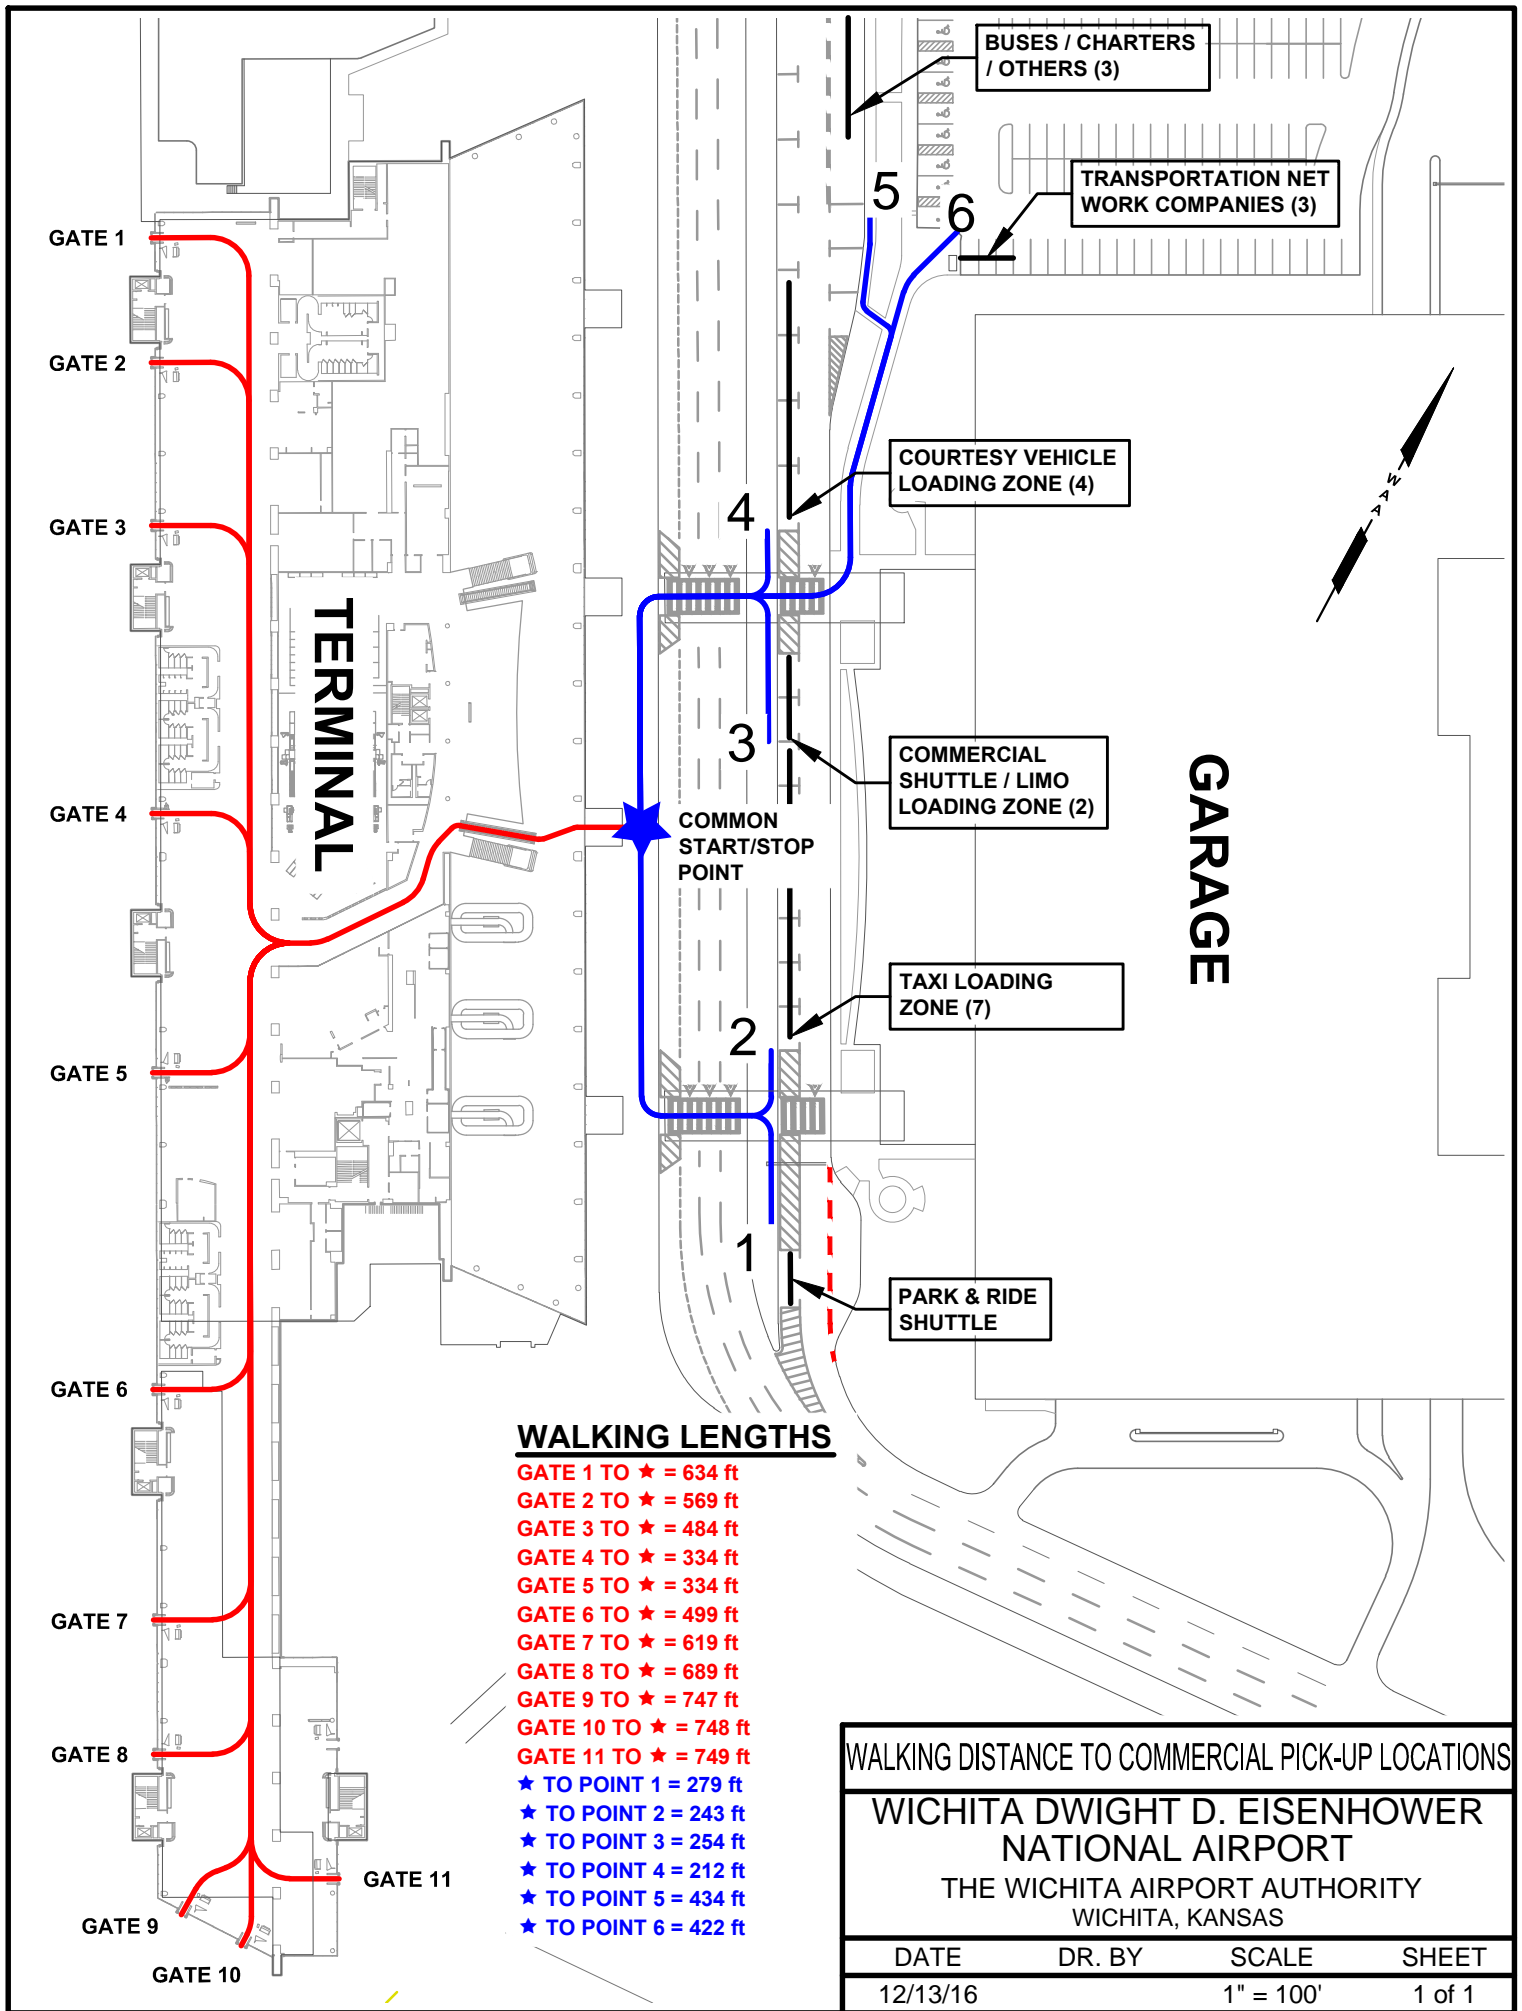 BUSES / CHARTERS
/ OTHERS (3)
TRANSPORTATION NET
WORK COMPANIES (3)
5
6
GATE 1
GATE 2
GATE 3
GATE 4
GATE 5
GATE 6
GATE 7
GATE 8
GATE 9
GATE 10
GATE 11
TERMINAL
COURTESY VEHICLE
LOADING ZONE (4)
4
3
COMMERCIAL
SHUTTLE / LIMO
LOADING ZONE (2)
COMMON
START/STOP
POINT
GARAGE
WAA
TAXI LOADING
ZONE (7)
2
1
PARK & RIDE
SHUTTLE
WALKING LENGTHS
GATE 1 TO ★ = 634 ft
GATE 2 TO ★ = 569 ft
GATE 3 TO ★ = 484 ft
GATE 4 TO ★ = 334 ft
GATE 5 TO ★ = 334 ft
GATE 6 TO ★ = 499 ft
GATE 7 TO ★ = 619 ft
GATE 8 TO ★ = 689 ft
GATE 9 TO ★ = 747 ft
GATE 10 TO ★ = 748 ft
GATE 11 TO ★ = 749 ft
★ TO POINT 1 = 279 ft
★ TO POINT 2 = 243 ft
★ TO POINT 3 = 254 ft
★ TO POINT 4 = 212 ft
★ TO POINT 5 = 434 ft
★ TO POINT 6 = 422 ft
WALKING DISTANCE TO COMMERCIAL PICK-UP LOCATIONS
WICHITA DWIGHT D. EISENHOWER
NATIONAL AIRPORT
THE WICHITA AIRPORT AUTHORITY
WICHITA, KANSAS
DATE DR. BY SCALE SHEET
12/13/16 1" = 100' 1 of 1